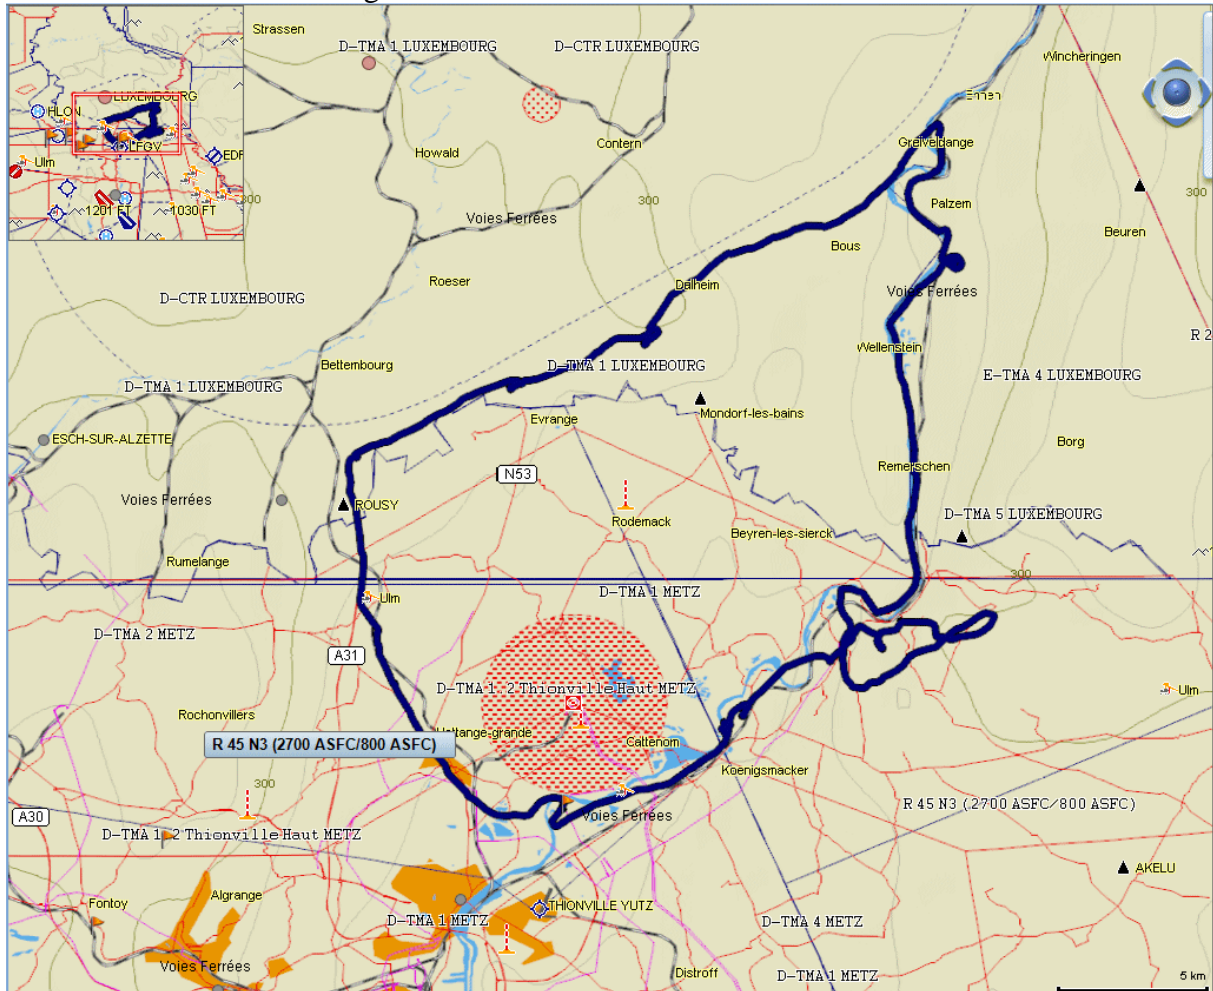 Strassen
D-TMA 1 LUXEMBOURG
D-CTR LUXEMBOURG
Wincheringen
LUXEMBOURG
HLON
LFGV
Ulm
EDF
1201 FT
1030 FT
300
Ehnen
Greiveldange
Contern
Howald
Palzem
300
300
Voies Ferrées
Bous
Beuren
Roeser
Dalheim
D-CTR LUXEMBOURG
Voies Ferrées
R 2
Bettembourg
D-TMA 1 LUXEMBOURG
Wellenstein
D-TMA 1 LUXEMBOURG
E-TMA 4 LUXEMBOURG
Evrange
Mondorf-les-bains
ESCH-SUR-ALZETTE
Borg
N53
Remerschen
Voies Ferrées
ROUSY
Rodemack
D-TMA 5 LUXEMBOURG
Beyren-les-sierck
Rumelange
300
Ulm
D-TMA 1 METZ
D-TMA 2 METZ
A31
D-TMA 1. 2 Thionville Haut METZ
Ulm
Rochonvillers
Hettange-grande
R 45 N3 (2700 ASFC/800 ASFC)
Cattenom
Koenigsmacker
300
R 45 N3 (2700 ASFC/800 ASFC)
A30
Voies Ferrées
D-TMA 1. 2 Thionville Haut METZ
AKELU
Algrange
Fontoy
THIONVILLE YUTZ
D-TMA 1 METZ
D-TMA 4 METZ
Voies Ferrées
Distroff
D-TMA 1 METZ
5 km